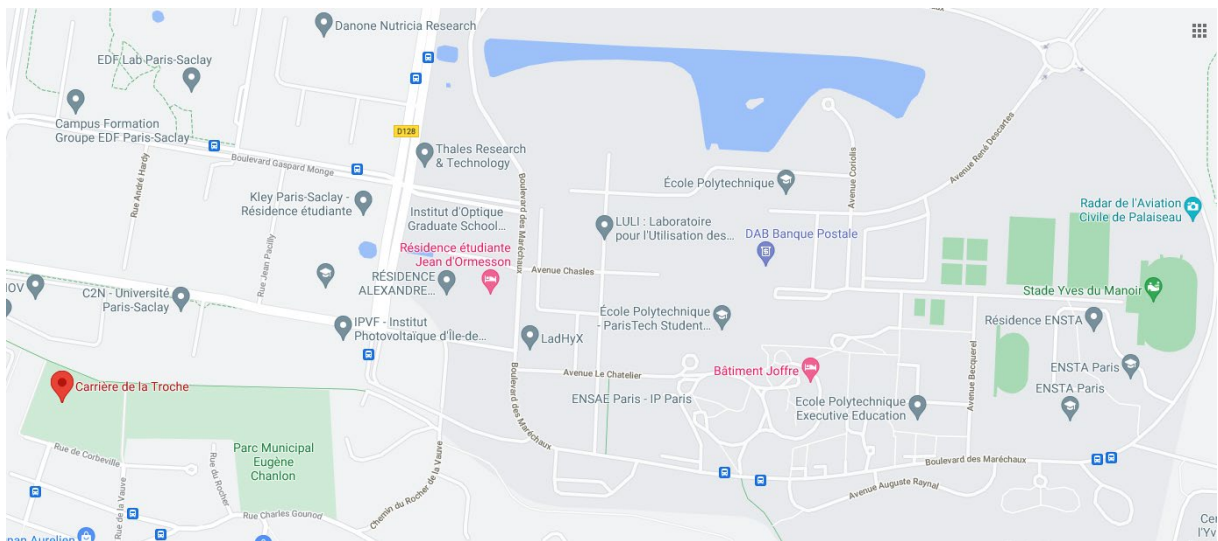 Danone Nutricia Research
EDF Lab Paris-Saclay
Campus Formation
Groupe EDF Paris-Saclay
D128
Boulevard Gaspard Monge
Thales Research
& Technology
Rue André Hardy
Kley Paris-Saclay -
Résidence étudiante
Institut d'Optique
Graduate School...
Boulevard des Maréchaux
École Polytechnique
Avenue Coriolis
Avenue René Descartes
Radar de l'Aviation
Civile de Palaiseau
LULI : Laboratoire
pour l'Utilisation des...
DAB Banque Postale
Résidence étudiante
Jean d'Ormesson
Rue Jean Pacilly
Avenue Chasles
RÉSIDENCE
ALEXANDRE...
C2N - Université
Paris-Saclay
Stade Yves du Manoir
Résidence ENSTA
IPVF - Institut
Photovoltaïque d'Île-de...
LadHyX
École Polytechnique
- ParisTech Student...
Avenue Le Chatelier
Bâtiment Joffre
Avenue Becquerel
ENSTA Paris
ENSTA Paris
Carrière de la Troche
ENSAE Paris - IP Paris
Ecole Polytechnique
Executive Education
Boulevard des Maréchaux
Parc Municipal
Eugène
Chanlon
Rue de Corbeville
Rue du Rocher
Rue de la Vauve
Chemin du Rocher de la Vauve
Boulevard des Maréchaux
Avenue Auguste Raynal
Rue Charles Gounod